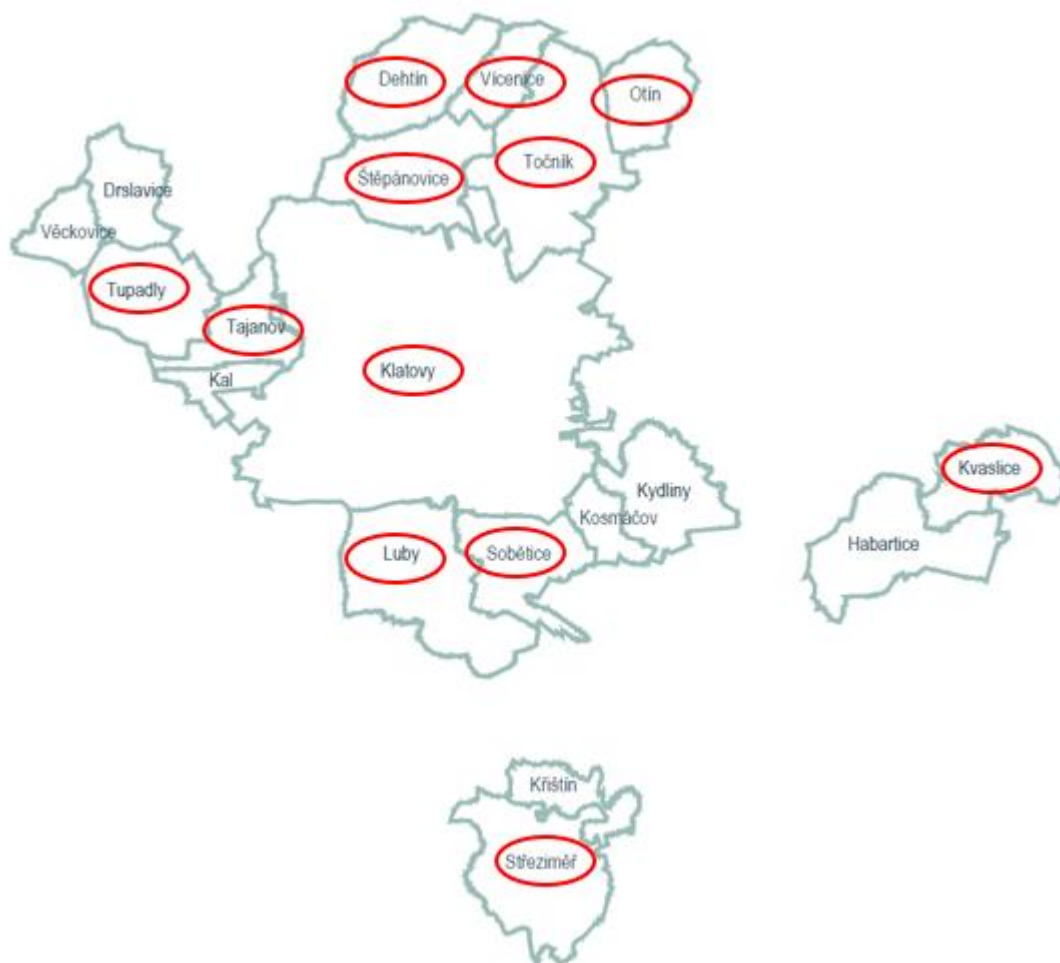 Dehtín
Vícenice
Otín
Točník
Štěpánovice
Drslavice
Věckovice
Tupadly
Tajanov
Klatovy
Kal
Kvaslice
Kydliny
Kosmáčov
Habartice
Luby
Sobětice
Křištín
Střeziměř